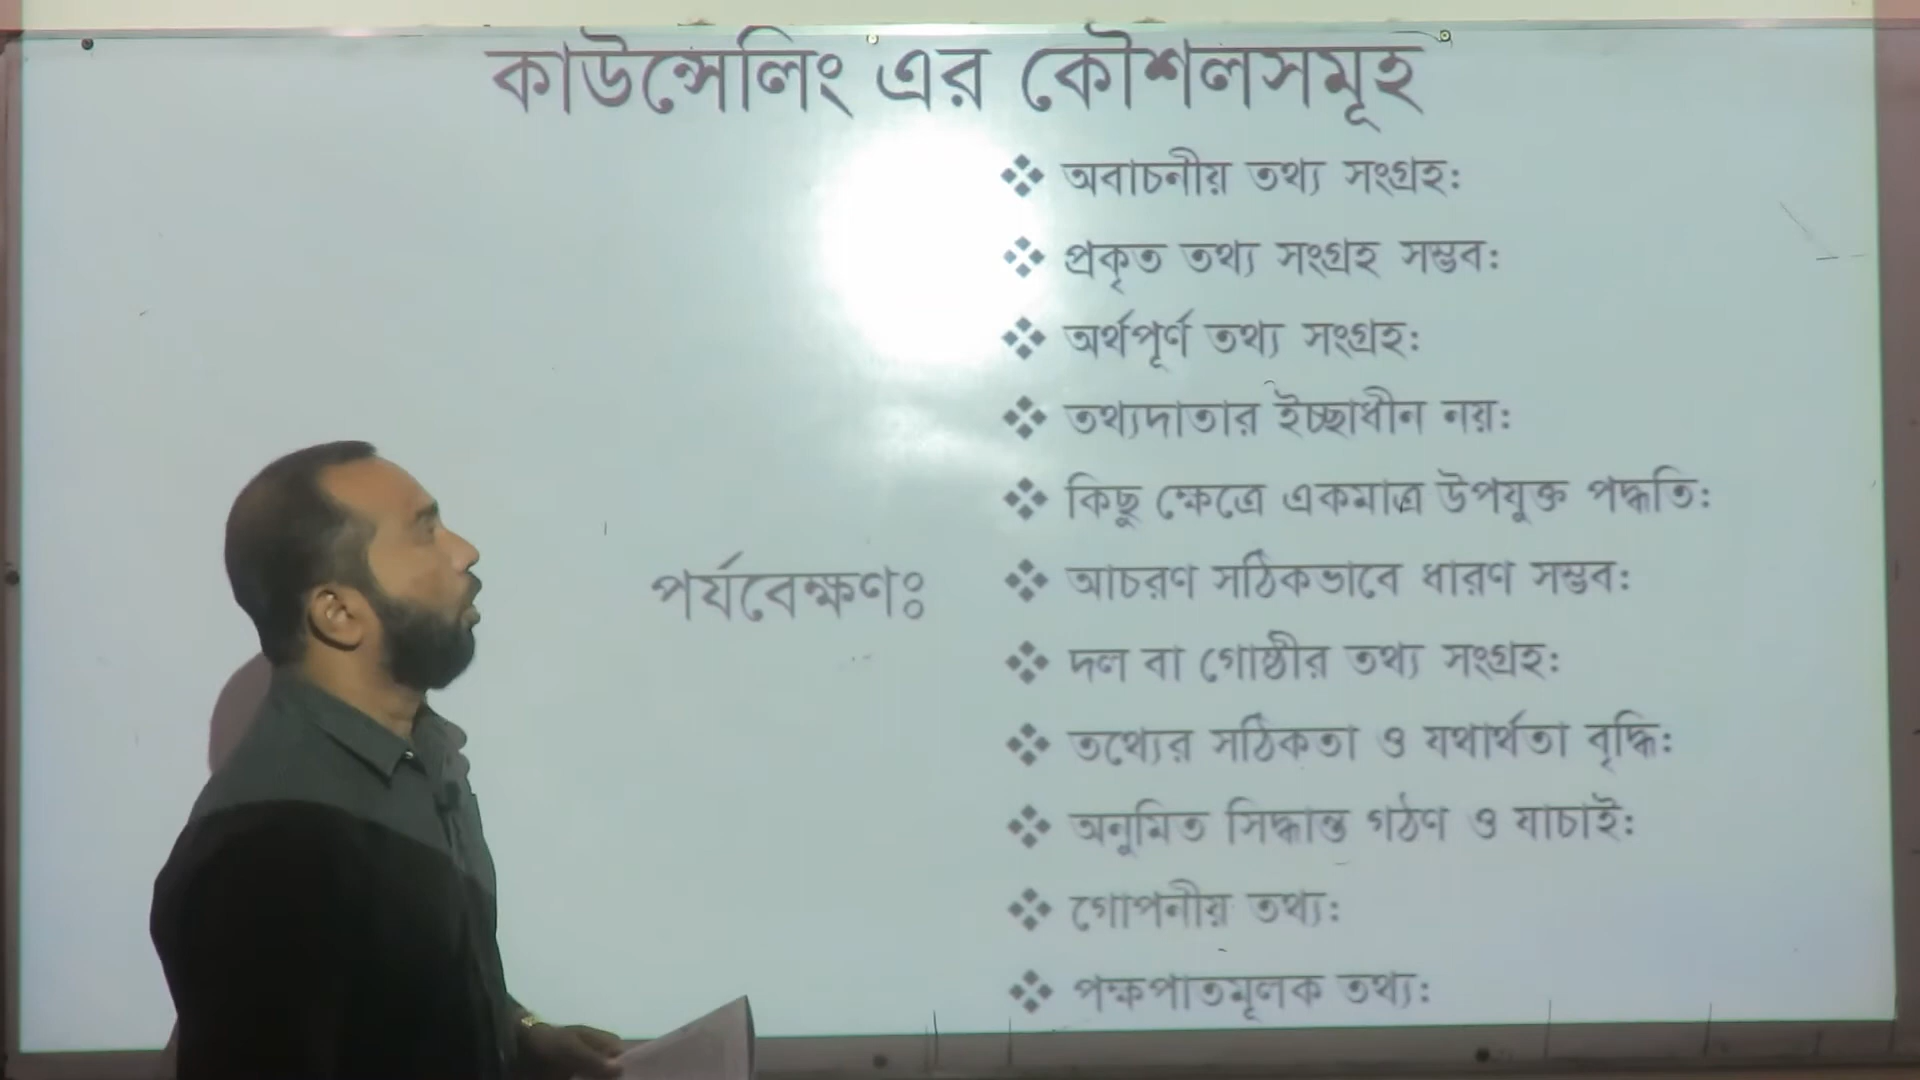 কাউন্সেলিং এর কৌশলসমূহ
পর্যবেক্ষণঃ
❖ অবাচনীয় তথ্য সংগ্রহ:
❖ প্রকৃত তথ্য সংগ্রহ সম্ভব:
❖ অর্থপূর্ণ তথ্য সংগ্রহ:
❖ তথ্যদাতার ইচ্ছাধীন নয়:
❖ কিছু ক্ষেত্রে একমাত্র উপযুক্ত পদ্ধতি:
❖ আচরণ সঠিকভাবে ধারণ সম্ভব:
❖ দল বা গোষ্ঠীর তথ্য সংগ্রহ:
❖ তথ্যের সঠিকতা ও যথার্থতা বৃদ্ধি:
❖ অনুমিত সিদ্ধান্ত গঠণ ও যাচাই:
❖ গোপনীয় তথ্য:
❖ পক্ষপাতমূলক তথ্য: